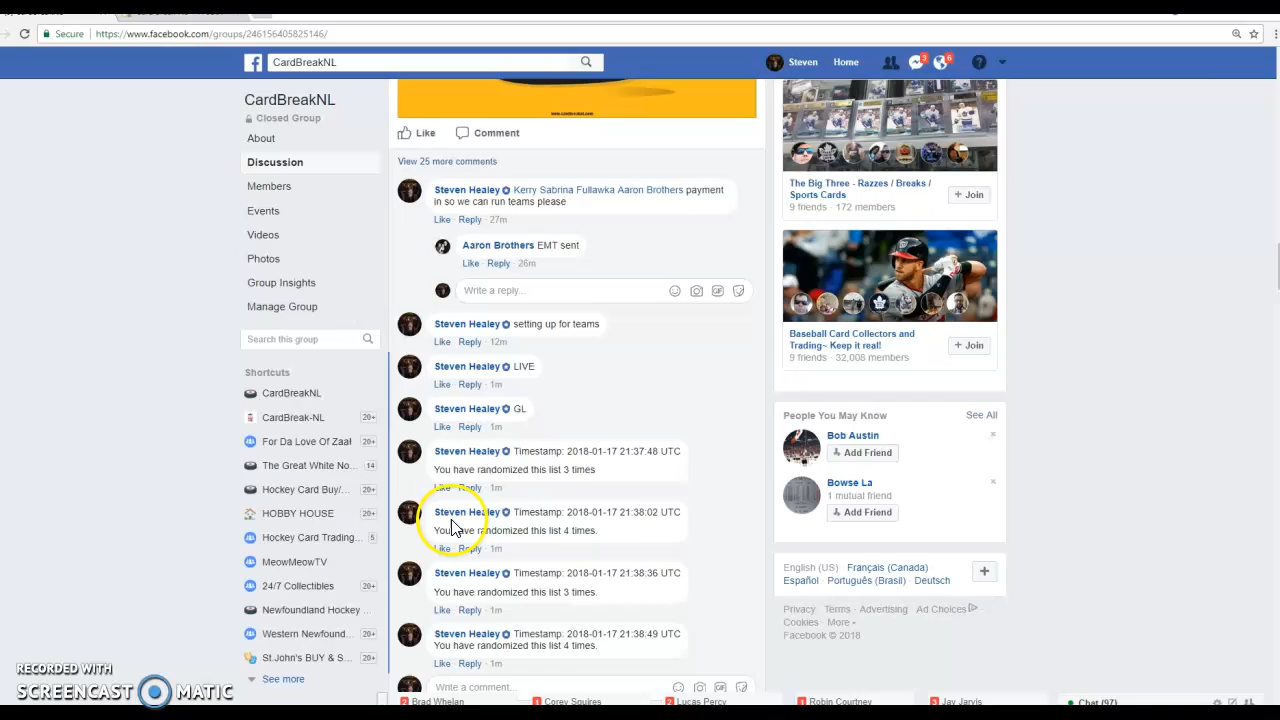 Secure https://www.facebook.com/groups/246156405825146/
CardBreakNL
Steven Home 3 6
CardBreakNL
Closed Group
About
Discussion
Members
Events
Videos
Photos
Group Insights
Manage Group
Search this group
Shortcuts
CardBreakNL
CardBreak-NL 20+
For Da Love Of Zaa! 20+
The Great White No... 14
Hockey Card Buy/... 20+
HOBBY HOUSE 20+
Hockey Card Trading... 5
MeowMeowTV
24/7 Collectibles 20+
Newfoundland Hockey ...
Western Newfound... 20+
St.John's BUY & S... 20+
See more
www.cardbreaknl.com
Like Comment
View 25 more comments
Steven Healey Kerry Sabrina Fullawka Aaron Brothers payment
in so we can run teams please
Like · Reply · 27m
Aaron Brothers EMT sent
Like · Reply · 26m
Write a reply...
Steven Healey setting up for teams
Like · Reply · 12m
Steven Healey LIVE
Like · Reply · 1m
Steven Healey GL
Like · Reply · 1m
Steven Healey Timestamp: 2018-01-17 21:37:48 UTC
You have randomized this list 3 times
Like · Reply · 1m
Steven Healey Timestamp: 2018-01-17 21:38:02 UTC
You have randomized this list 4 times.
Like · Reply · 1m
Steven Healey Timestamp: 2018-01-17 21:38:36 UTC
You have randomized this list 3 times.
Like · Reply · 1m
Steven Healey Timestamp: 2018-01-17 21:38:49 UTC
You have randomized this list 4 times.
Like · Reply · 1m
Write a comment...
The Big Three - Razzes / Breaks /
Sports Cards
9 friends · 172 members
+ Join
Baseball Card Collectors and
Trading~ Keep it real!
9 friends · 32,008 members
+ Join
People You May Know See All
Bob Austin
Add Friend
Bowse La
1 mutual friend
Add Friend
English (US) · Français (Canada) ·
Español · Português (Brasil) · Deutsch
Privacy · Terms · Advertising · Ad Choices ·
Cookies · More
Facebook © 2018
2 Brad Whelan 1 Corey Squires 2 Lucas Percy 1 Robin Courtney 3 Jay Jarvis Chat (97)
RECORDED WITH
SCREENCAST MATIC